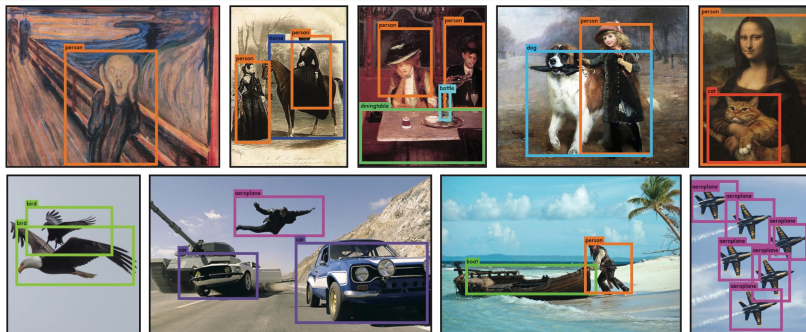 person
person
horse
person
person
bottle
diningtable
dog
person
person
cat
bird
bird
aeroplane
car
car
boat
person
aeroplane
aeroplane
aeroplane
aeroplane
aeroplane
aeroplane